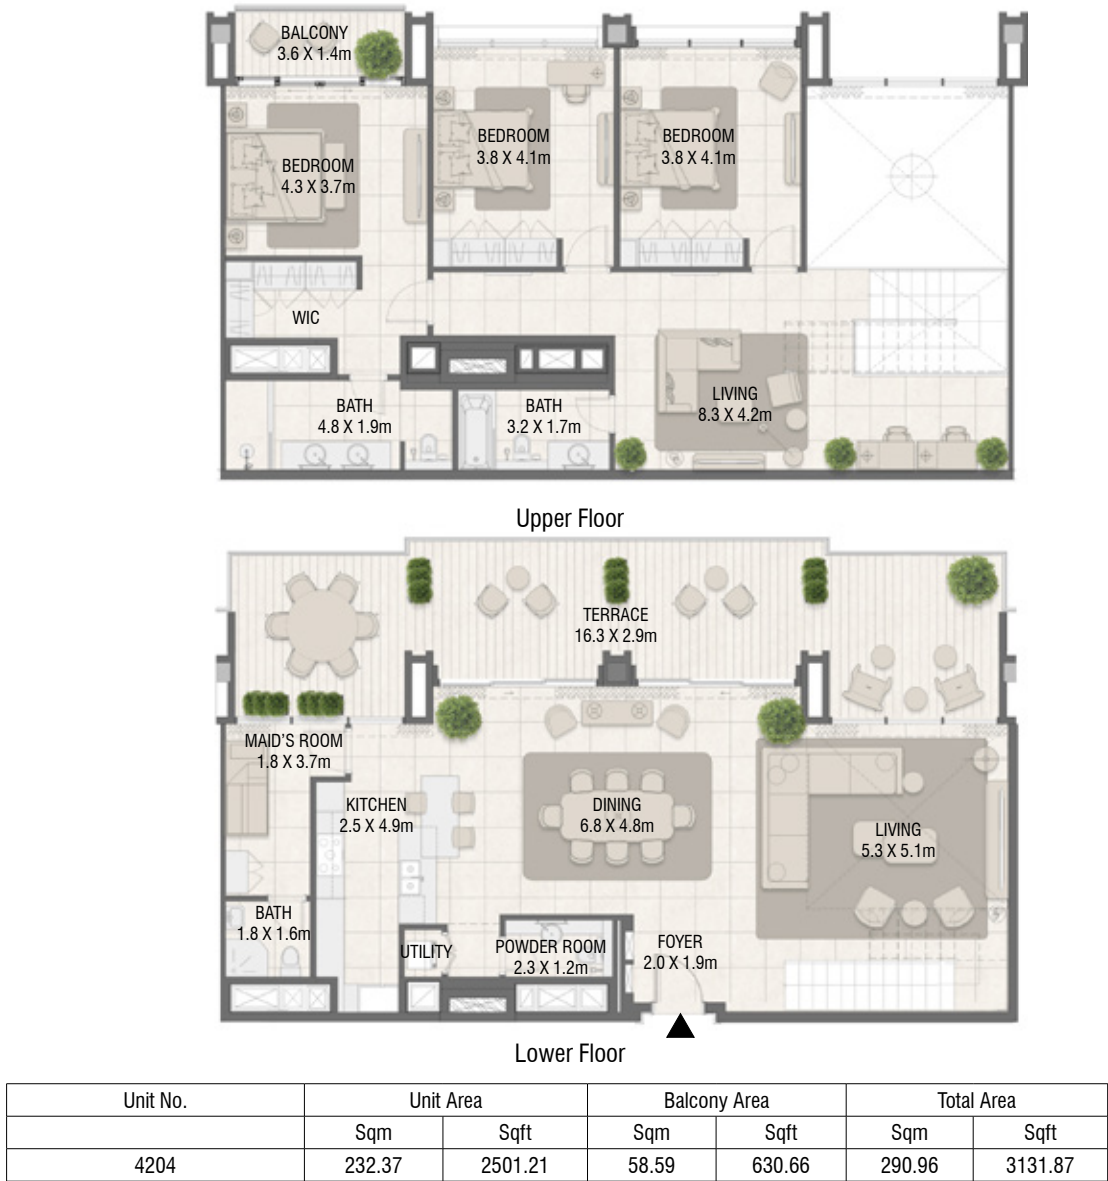 BALCONY
3.6 X 1.4m
BEDROOM
4.3 X 3.7m
BEDROOM
3.8 X 4.1m
BEDROOM
3.8 X 4.1m
WIC
BATH
4.8 X 1.9m
BATH
3.2 X 1.7m
LIVING
8.3 X 4.2m
Upper Floor
TERRACE
16.3 X 2.9m
MAID'S ROOM
1.8 X 3.7m
KITCHEN
2.5 X 4.9m
DINING
6.8 X 4.8m
LIVING
5.3 X 5.1m
BATH
1.8 X 1.6m
UTILITY
POWDER ROOM
2.3 X 1.2m
FOYER
2.0 X 1.9m
Lower Floor
Unit No. Unit Area Balcony Area Total Area
Sqm Sqft Sqm Sqft Sqm Sqft
4204 232.37 2501.21 58.59 630.66 290.96 3131.87